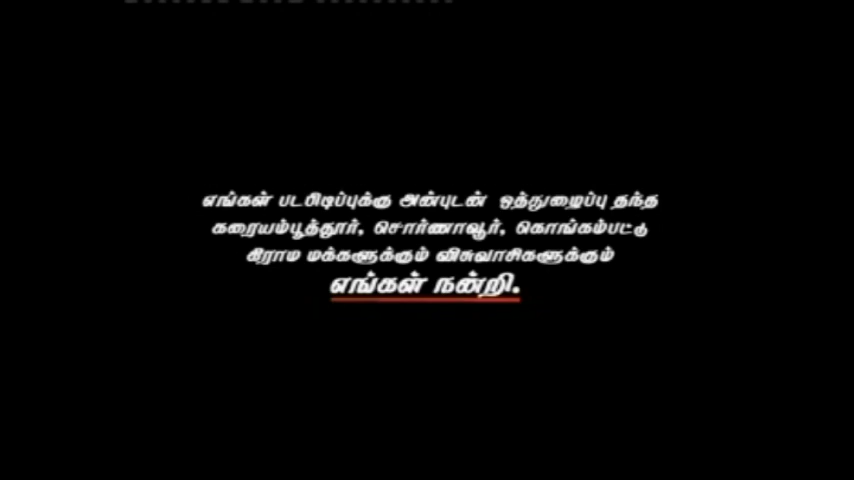 எங்கள் படபிடிப்புக்கு அன்புடன் ஒத்துழைப்பு தந்த
கரையம்பூத்தூர், சொர்ணாவூர், கொங்கம்பட்டு
கிராம மக்களுக்கும் விசுவாசிகளுக்கும்
எங்கள் நன்றி.